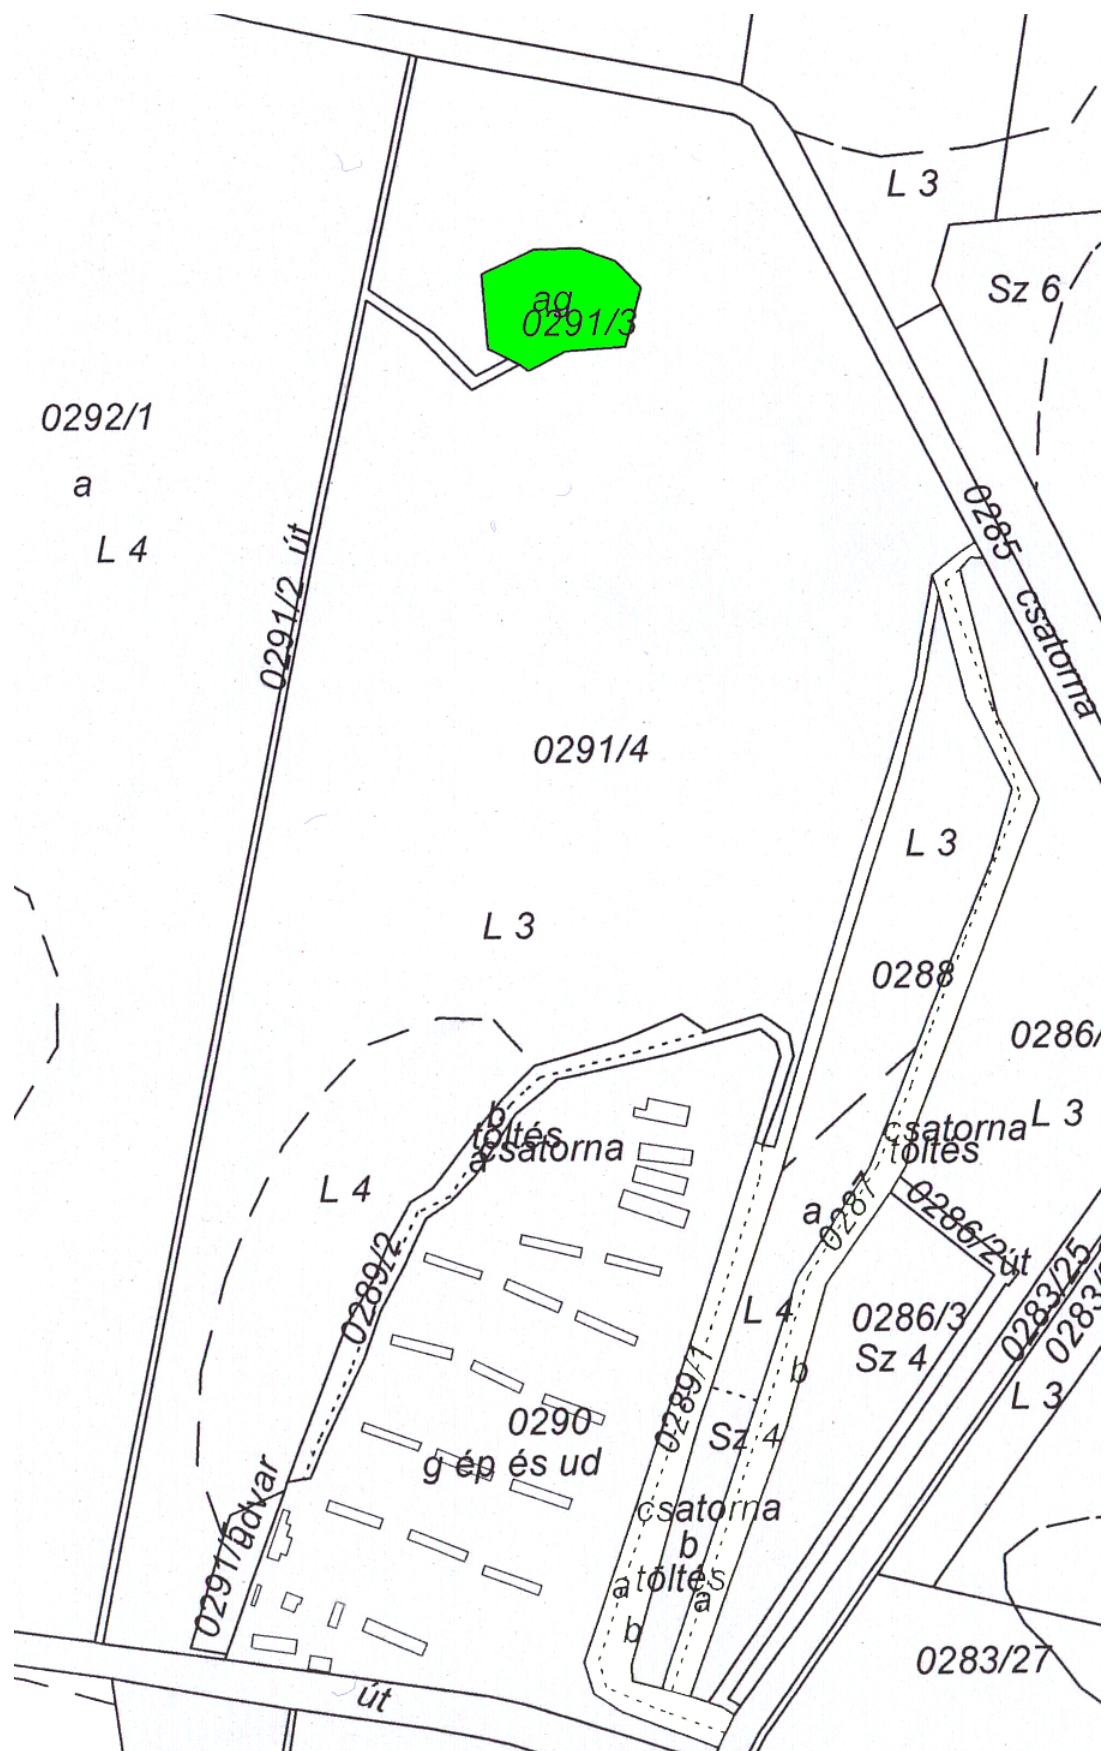 L 3
Sz 6
ag
0291/3
0292/1
a
L 4
0285 csatorna
0291/2 út
0291/4
L 3
L 3
0288
0286/
L 3
b
töltés
csatorna
a
csatorna
töltés
L 4
a
0287
0286/2
út
0289/2
0283/25
0283/
L 4
0286/3
Sz 4
b
L 3
0289/1
0290
g ép és ud
Sz 4
csatorna
b
töltés
a
a
b
0291/5
udvar
0283/27
út